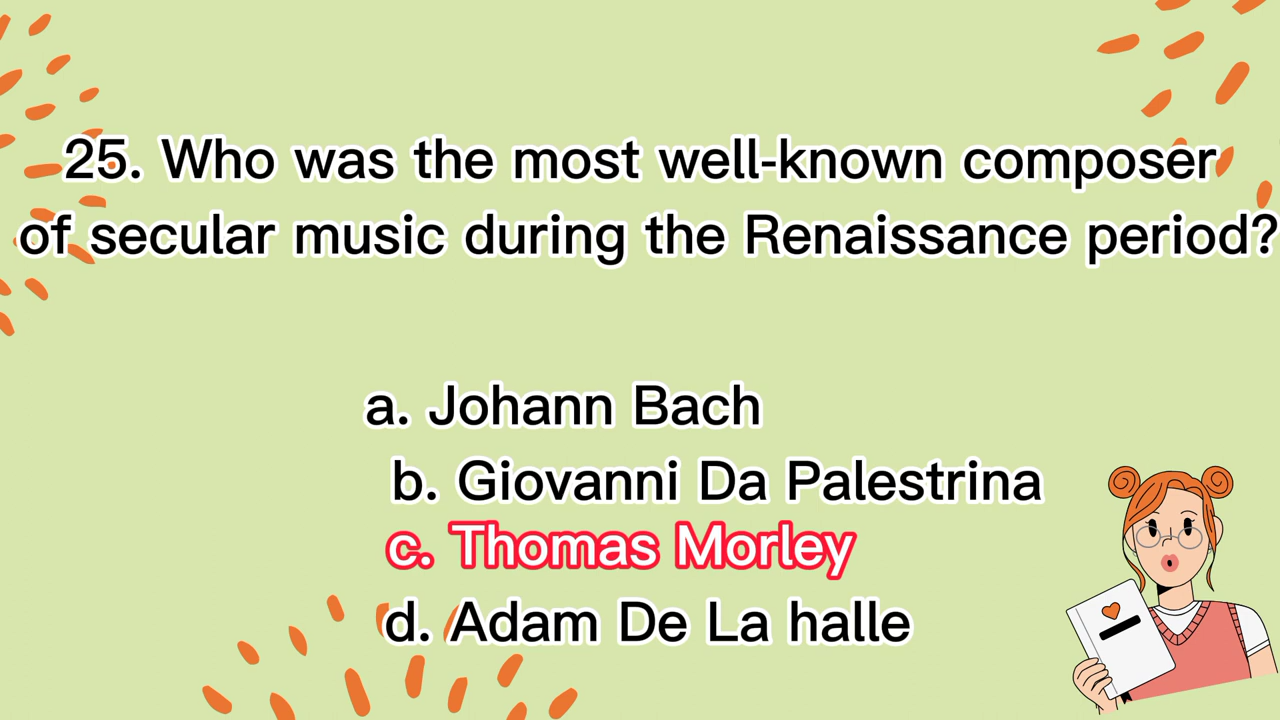 25. Who was the most well-known composer
of secular music during the Renaissance period?
a. Johann Bach
b. Giovanni Da Palestrina
c. Thomas Morley
d. Adam De La halle